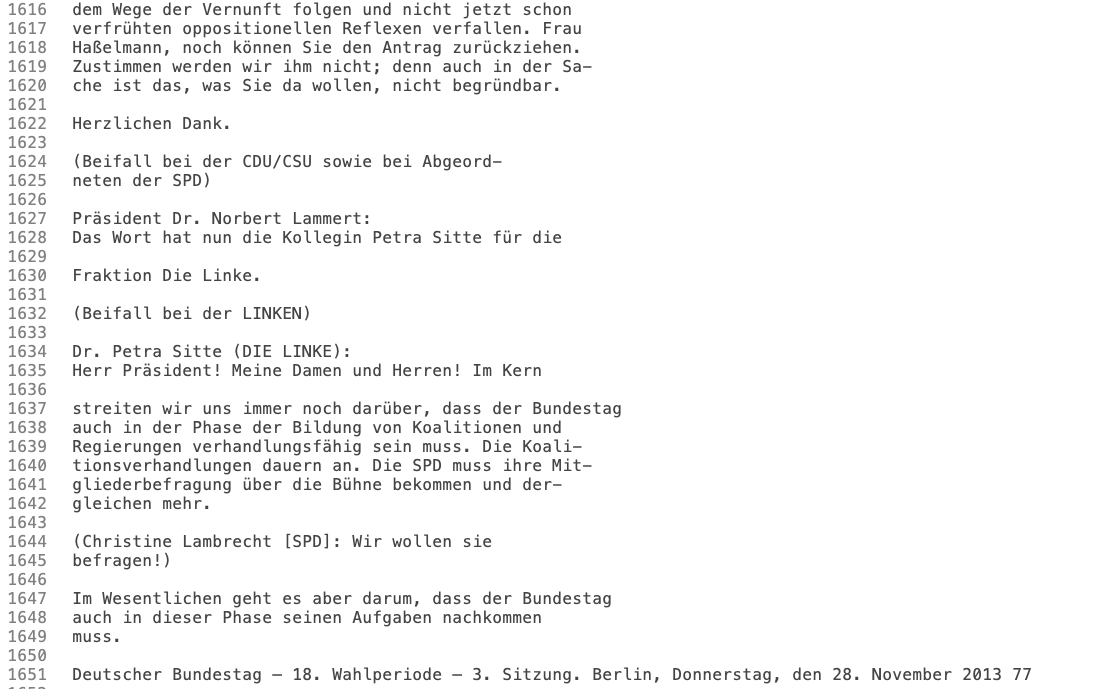 1616 dem Wege der Vernunft folgen und nicht jetzt schon
1617 verfrühten oppositionellen Reflexen verfallen. Frau
1618 Haßelmann, noch können Sie den Antrag zurückziehen.
1619 Zustimmen werden wir ihm nicht; denn auch in der Sa–
1620 che ist das, was Sie da wollen, nicht begründbar.
1621
1622 Herzlichen Dank.
1623
1624 (Beifall bei der CDU/CSU sowie bei Abgeord–
1625 neten der SPD)
1626
1627 Präsident Dr. Norbert Lammert:
1628 Das Wort hat nun die Kollegin Petra Sitte für die
1629
1630 Fraktion Die Linke.
1631
1632 (Beifall bei der LINKEN)
1633
1634 Dr. Petra Sitte (DIE LINKE):
1635 Herr Präsident! Meine Damen und Herren! Im Kern
1636
1637 streiten wir uns immer noch darüber, dass der Bundestag
1638 auch in der Phase der Bildung von Koalitionen und
1639 Regierungen verhandlungsfähig sein muss. Die Koali–
1640 tionsverhandlungen dauern an. Die SPD muss ihre Mit–
1641 gliederbefragung über die Bühne bekommen und der–
1642 gleichen mehr.
1643
1644 (Christine Lambrecht [SPD]: Wir wollen sie
1645 befragen!)
1646
1647 Im Wesentlichen geht es aber darum, dass der Bundestag
1648 auch in dieser Phase seinen Aufgaben nachkommen
1649 muss.
1650
1651 Deutscher Bundestag – 18. Wahlperiode – 3. Sitzung. Berlin, Donnerstag, den 28. November 2013 77